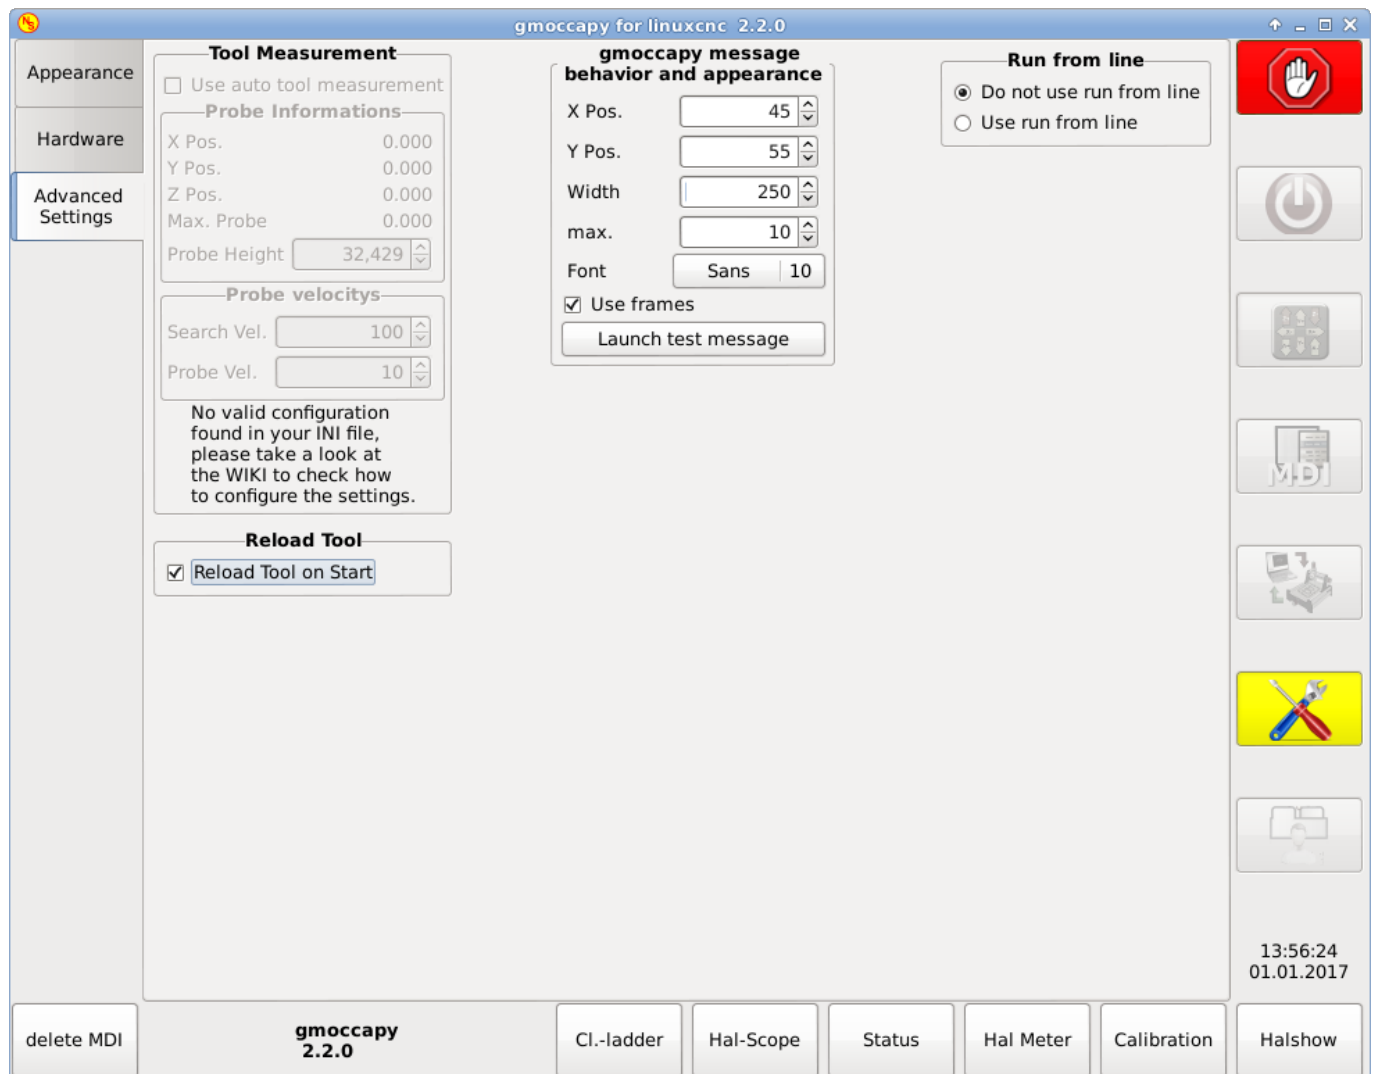 gmoccapy for linuxcnc 2.2.0
Appearance
Hardware
Advanced
Settings
Tool Measurement
Use auto tool measurement
Probe Informations
X Pos. 0.000
Y Pos. 0.000
Z Pos. 0.000
Max. Probe 0.000
Probe Height 32,429
Probe velocitys
Search Vel. 100
Probe Vel. 10
No valid configuration
found in your INI file,
please take a look at
the WIKI to check how
to configure the settings.
Reload Tool
Reload Tool on Start
gmoccapy message
behavior and appearance
X Pos. 45
Y Pos. 55
Width 250
max. 10
Font Sans 10
Use frames
Launch test message
Run from line
Do not use run from line
Use run from line
MDI
13:56:24
01.01.2017
delete MDI
gmoccapy
2.2.0
Cl.-ladder
Hal-Scope
Status
Hal Meter
Calibration
Halshow